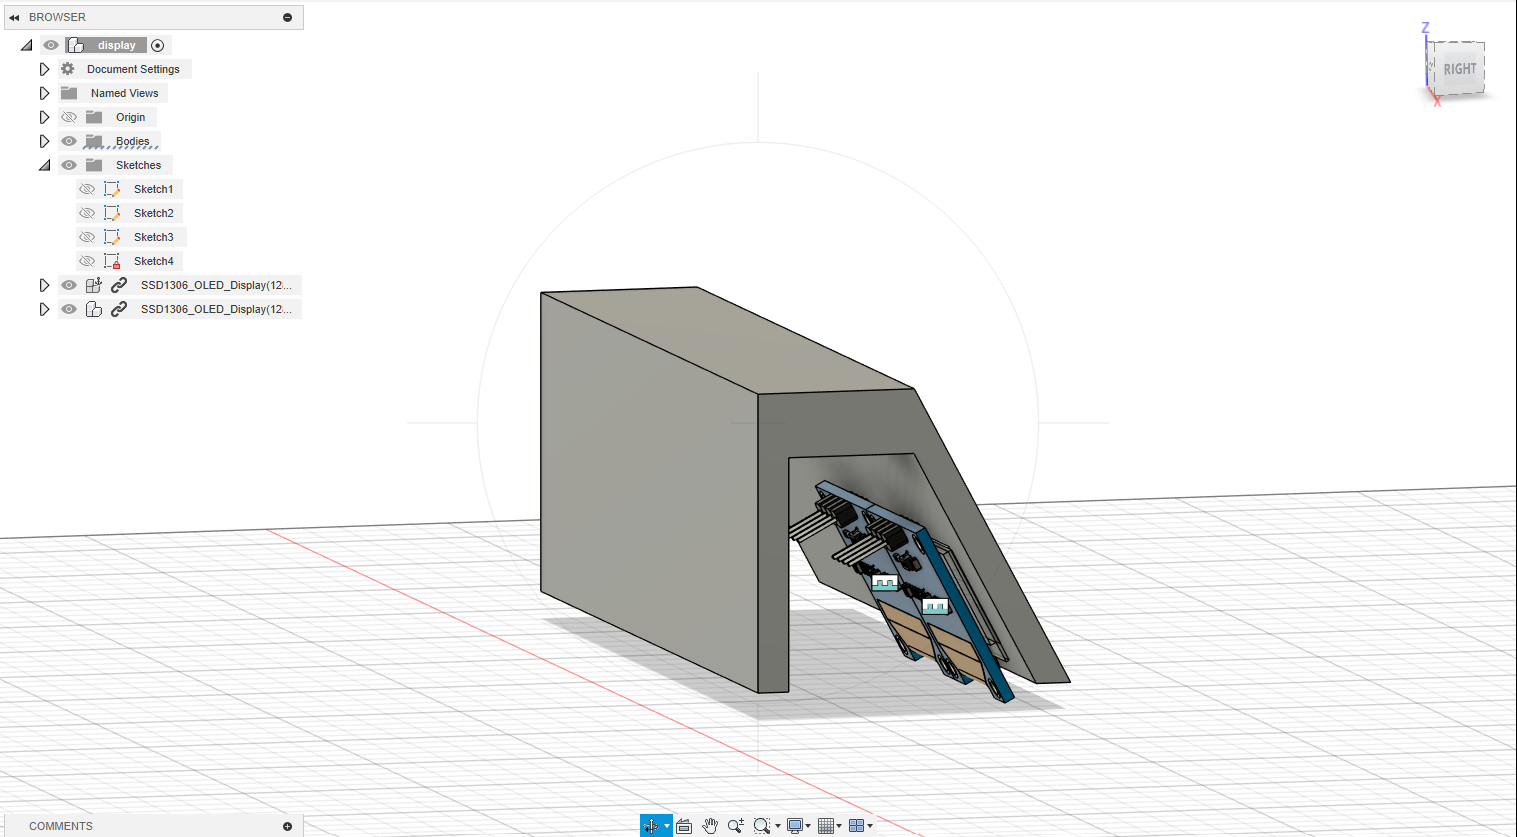 BROWSER
display
Document Settings
Named Views
Origin
Bodies
Sketches
Sketch1
Sketch2
Sketch3
Sketch4
SSD1306_OLED_Display(12...
SSD1306_OLED_Display(12...
Z
RIGHT
X
COMMENTS